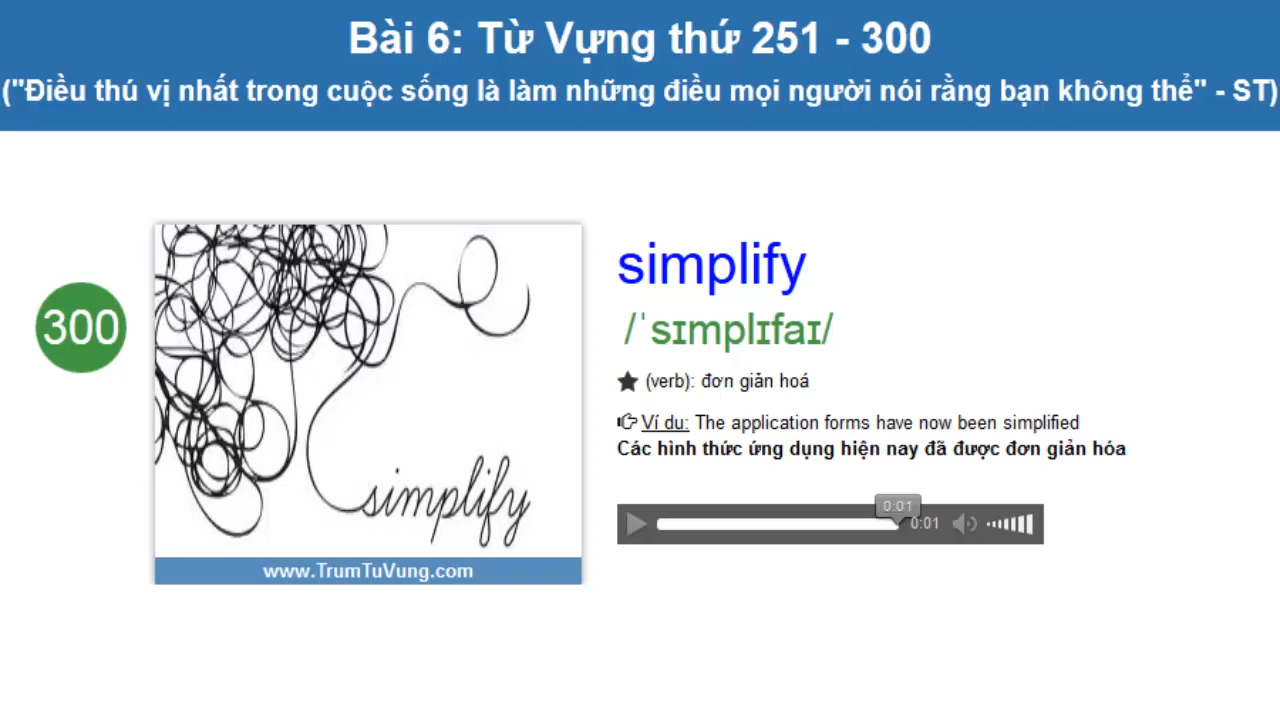 Bài 6: Từ Vựng thứ 251 - 300
("Điều thú vị nhất trong cuộc sống là làm những điều mọi người nói rằng bạn không thể" - ST)
300
simplify
www.TrumTuVung.com
simplify
/ˈsɪmplɪfaɪ/
(verb): đơn giản hoá
Ví dụ: The application forms have now been simplified
Các hình thức ứng dụng hiện nay đã được đơn giản hóa
0:01
0:01